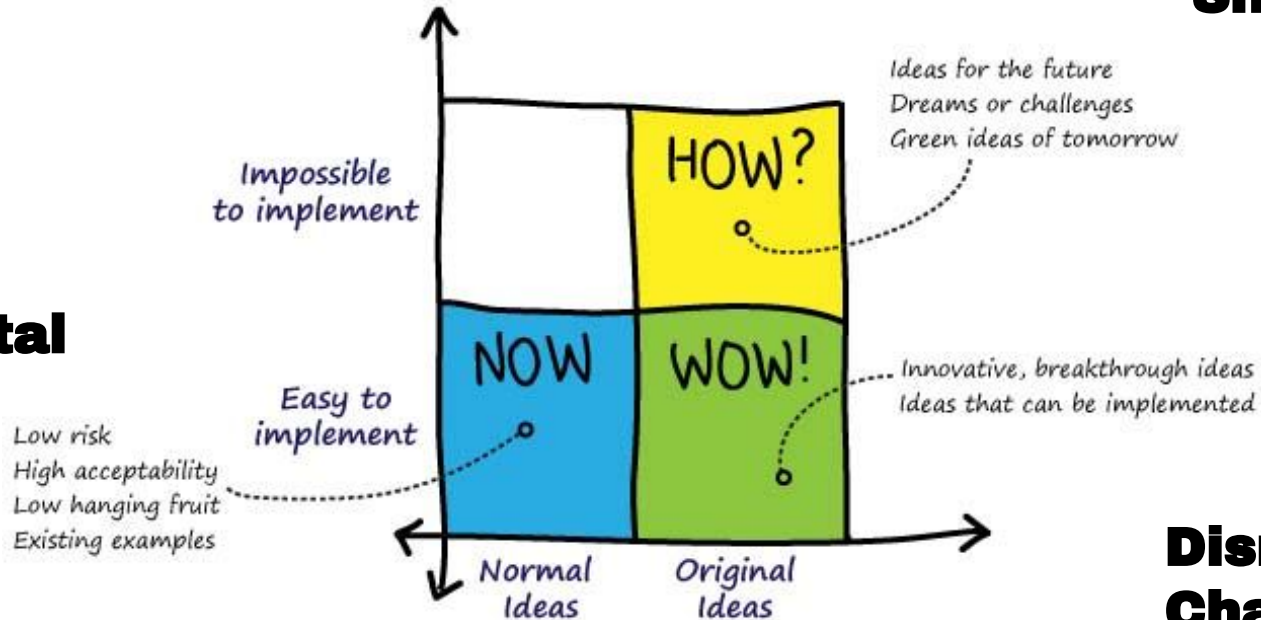 Ideas for the future
Dreams or challenges
Green ideas of tomorrow
HOW?
Impossible
to implement
NOW
WOW!
Innovative, breakthrough ideas
Ideas that can be implemented
Easy to
implement
Low risk
High acceptability
Low hanging fruit
Existing examples
Normal
Ideas
Original
Ideas